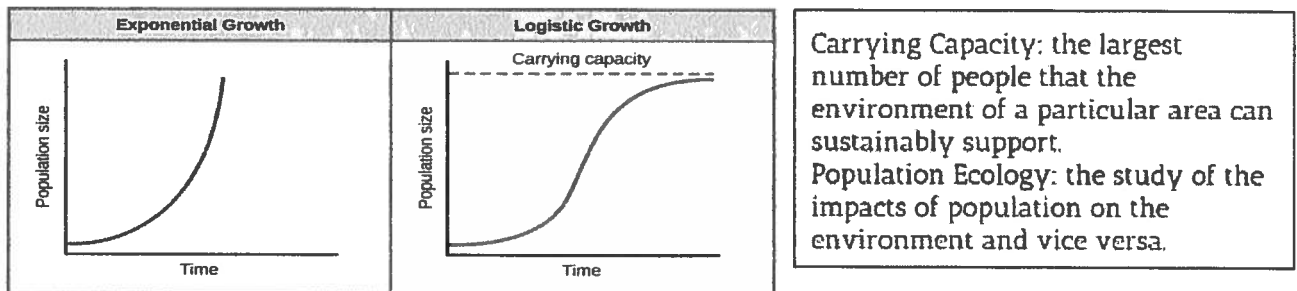 Exponential Growth
Population size
Time
Logistic Growth
Carrying capacity
Population size
Time
Carrying Capacity: the largest
number of people that the
environment of a particular area can
sustainably support.
Population Ecology: the study of the
impacts of population on the
environment and vice versa.